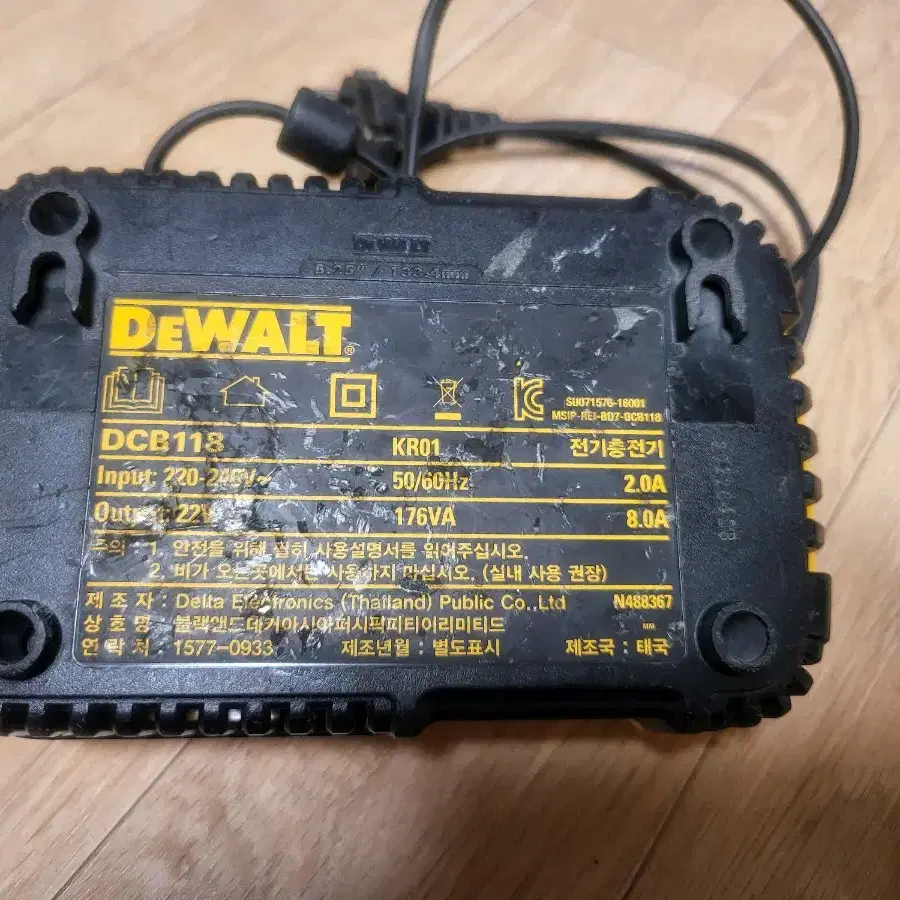 DEWALT
5.25" / 133.4mm
DEWALT®
SU071576-16001
MSIP-REI-BD7-DCB118
DCB118 KR01 전기충전기
Input: 220-240V~ 50/60Hz 2.0A
Output: 22V 176VA 8.0A
주의 : 1. 안전을 위해 필히 사용설명서를 읽어주십시오.
2. 비가 오는곳에서는 사용하지 마십시오. (실내 사용 권장)
제 조 자 : Delta Electronics (Thailand) Public Co.,Ltd N488367
상 호 명 : 블랙앤드데커아시아퍼시픽피티이리미티드
연 락 처 : 1577-0933 제조년월 : 별도표시 제조국 : 태국